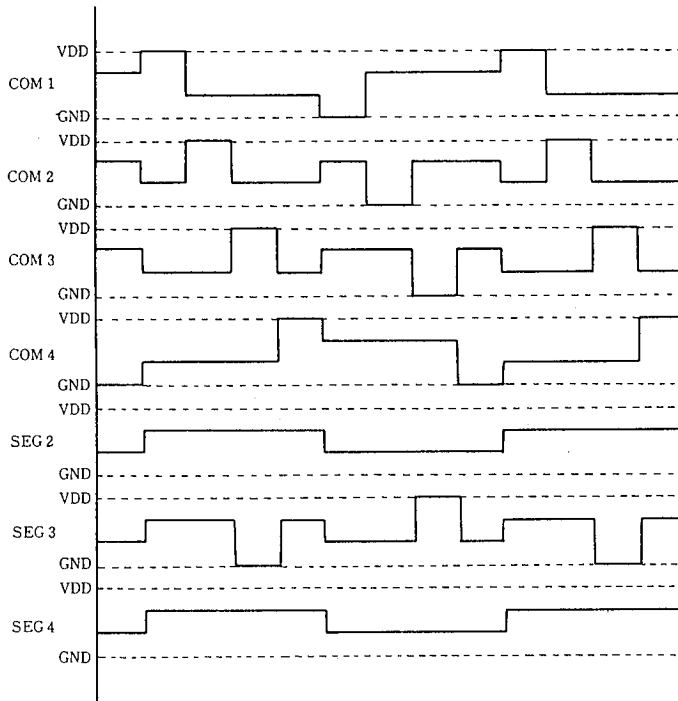 VDD
COM 1
GND
VDD
COM 2
GND
VDD
COM 3
GND
VDD
COM 4
GND
VDD
SEG 2
GND
VDD
SEG 3
GND
VDD
SEG 4
GND